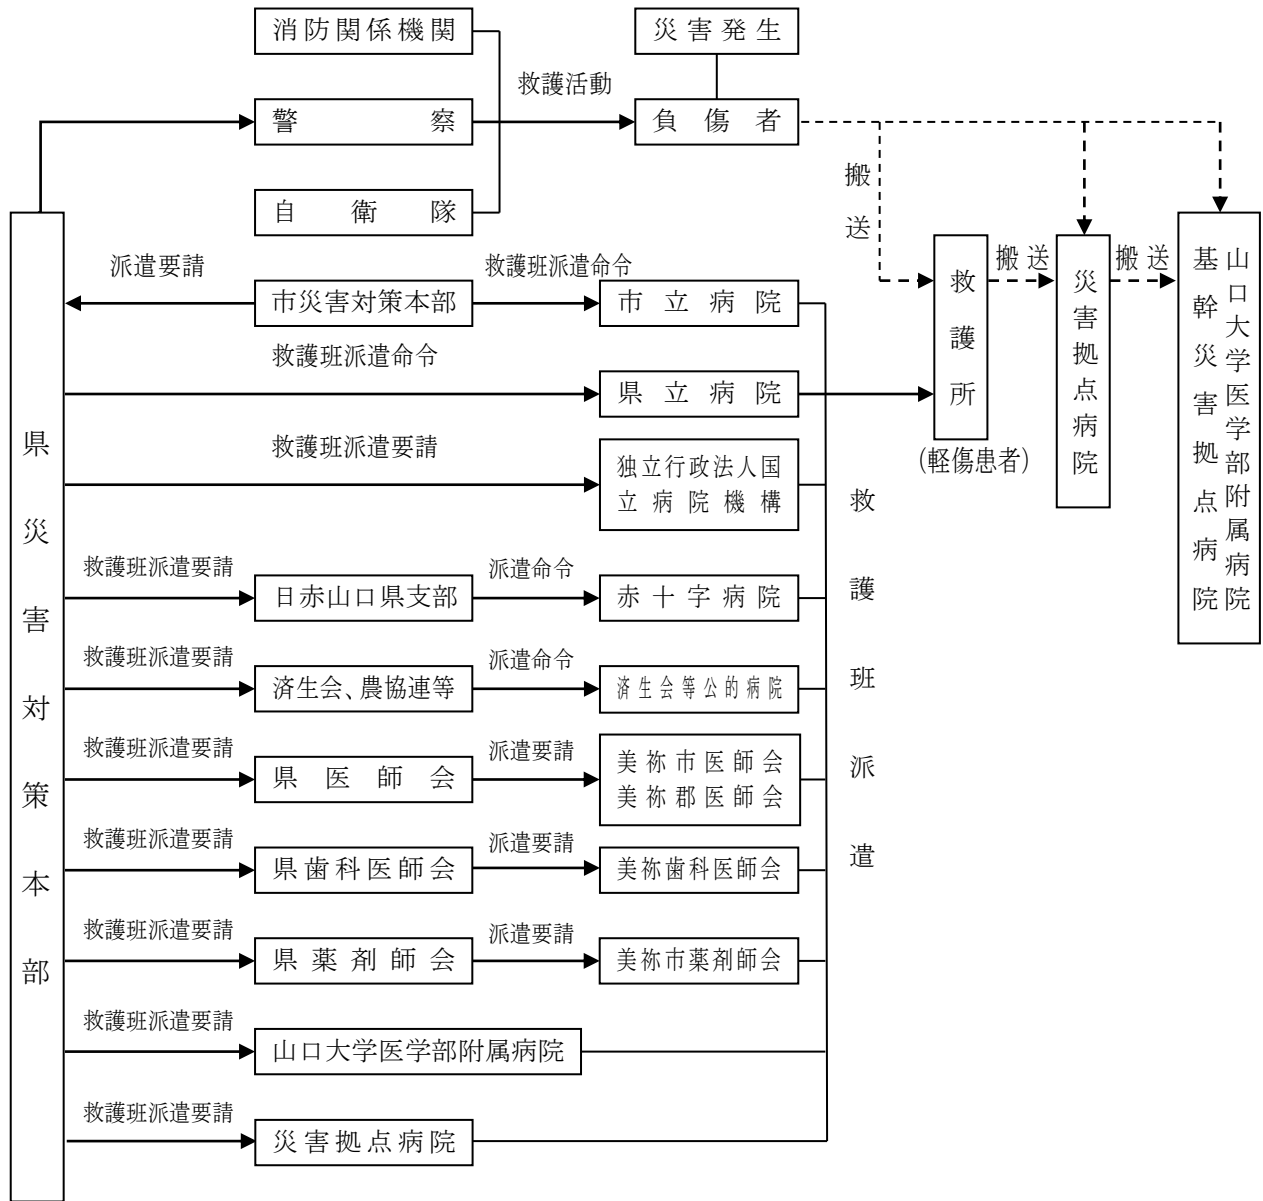 消防関係機関
災害発生
救護活動
警察
負傷者
搬送
自衛隊
派遣要請
救護班派遣命令
搬送
搬送
市災害対策本部
市立病院
救護所
災害拠点病院
山口大学医学部附属病院
基幹災害拠点病院
救護班派遣命令
県立病院
(軽傷患者)
県災害対策本部
救護班派遣要請
独立行政法人国
立病院機構
救護班派遣
救護班派遣要請
派遣命令
日赤山口県支部
赤十字病院
救護班派遣要請
派遣命令
済生会、農協連等
済生会等公的病院
救護班派遣要請
派遣要請
県医師会
美祢市医師会
美祢郡医師会
救護班派遣要請
派遣要請
県歯科医師会
美祢歯科医師会
救護班派遣要請
派遣要請
県薬剤師会
美祢市薬剤師会
救護班派遣要請
山口大学医学部附属病院
救護班派遣要請
災害拠点病院